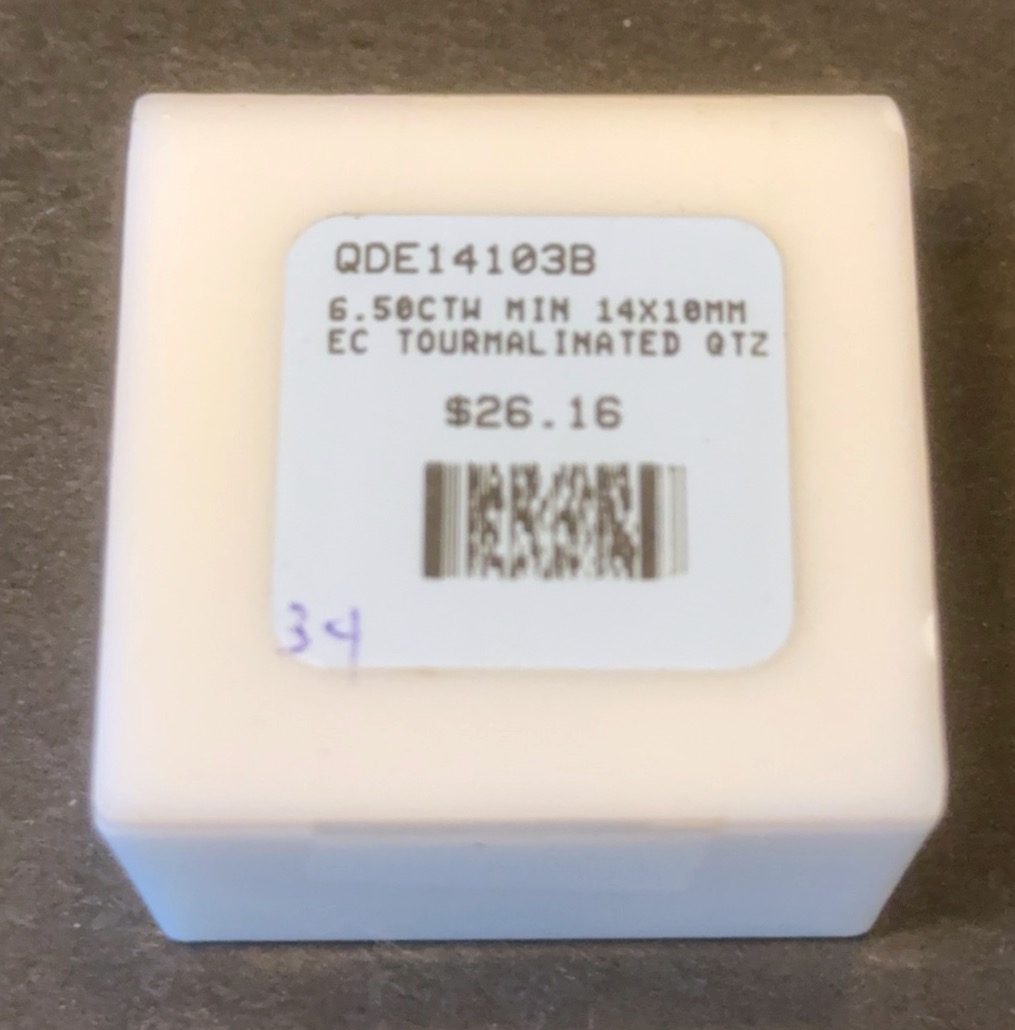 QDE14103B
6.50CTW MIN 14X10MM
EC TOURMALINATED QTZ
$26.16
34